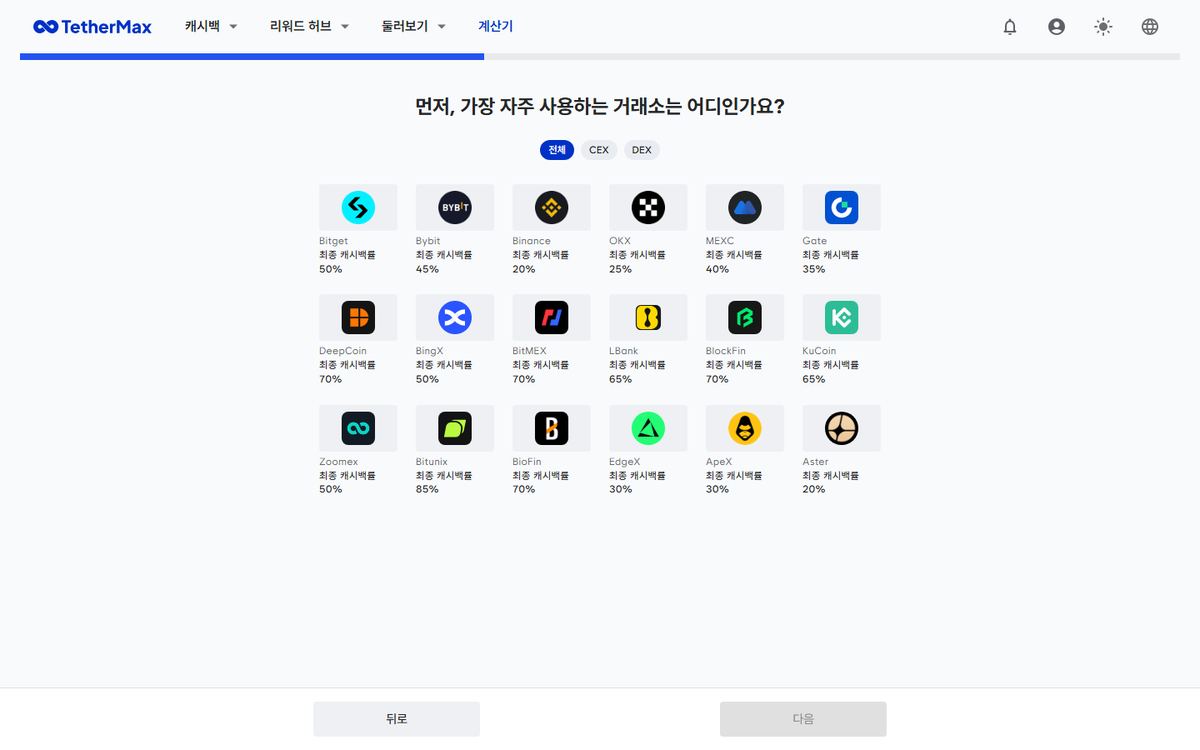 TetherMax 캐시백 리워드 허브 둘러보기 계산기
먼저, 가장 자주 사용하는 거래소는 어디인가요?
전체 CEX DEX
BYBIT
Bitget Bybit Binance OKX MEXC Gate
최종 캐시백률 최종 캐시백률 최종 캐시백률 최종 캐시백률 최종 캐시백률 최종 캐시백률
50% 45% 20% 25% 40% 35%
DeepCoin BingX BitMEX LBank BlockFin KuCoin
최종 캐시백률 최종 캐시백률 최종 캐시백률 최종 캐시백률 최종 캐시백률 최종 캐시백률
70% 50% 70% 65% 70% 65%
Zoomex Bitunix BioFin EdgeX ApeX Aster
최종 캐시백률 최종 캐시백률 최종 캐시백률 최종 캐시백률 최종 캐시백률 최종 캐시백률
50% 85% 70% 30% 30% 20%
뒤로 다음